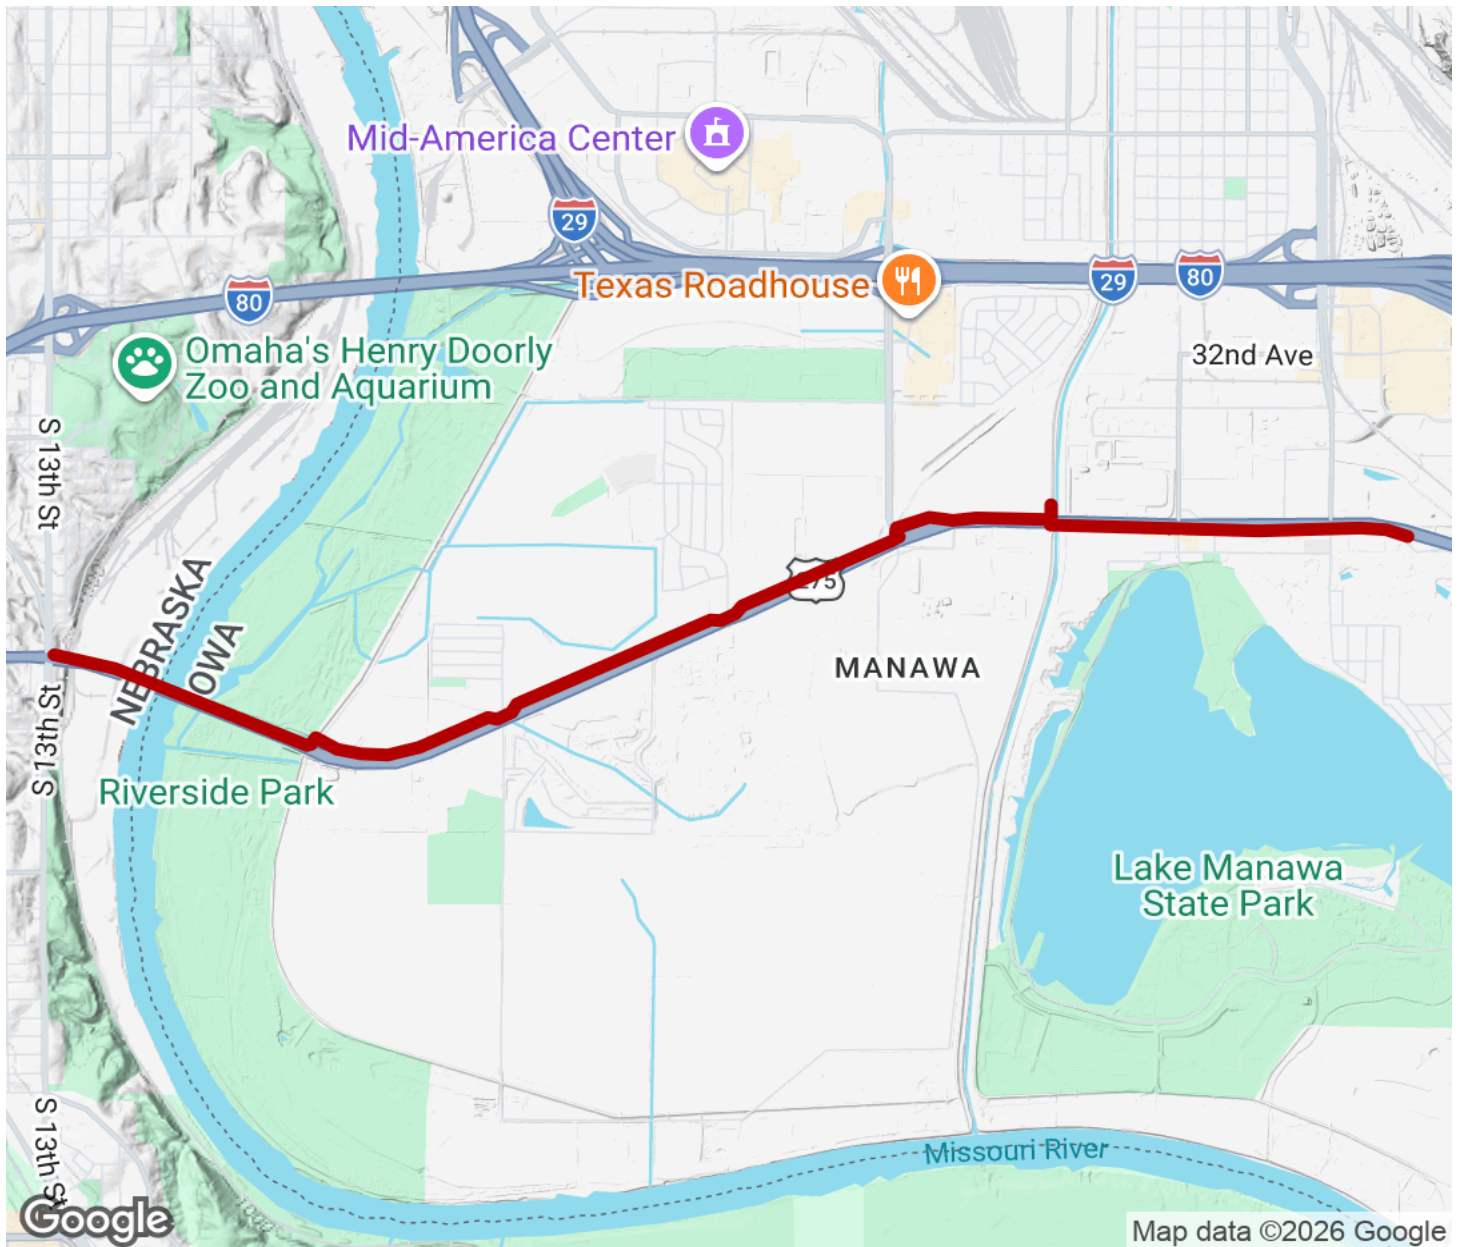 Mid-America Center
29
Texas Roadhouse
80
29
80
Omaha's Henry Doorly
Zoo and Aquarium
32nd Ave
S 13th St
NEBRASKA
IOWA
275
MANAWA
S 13th St
Riverside Park
Lake Manawa
State Park
S 13th St
Missouri River
Google
Map data ©2026 Google